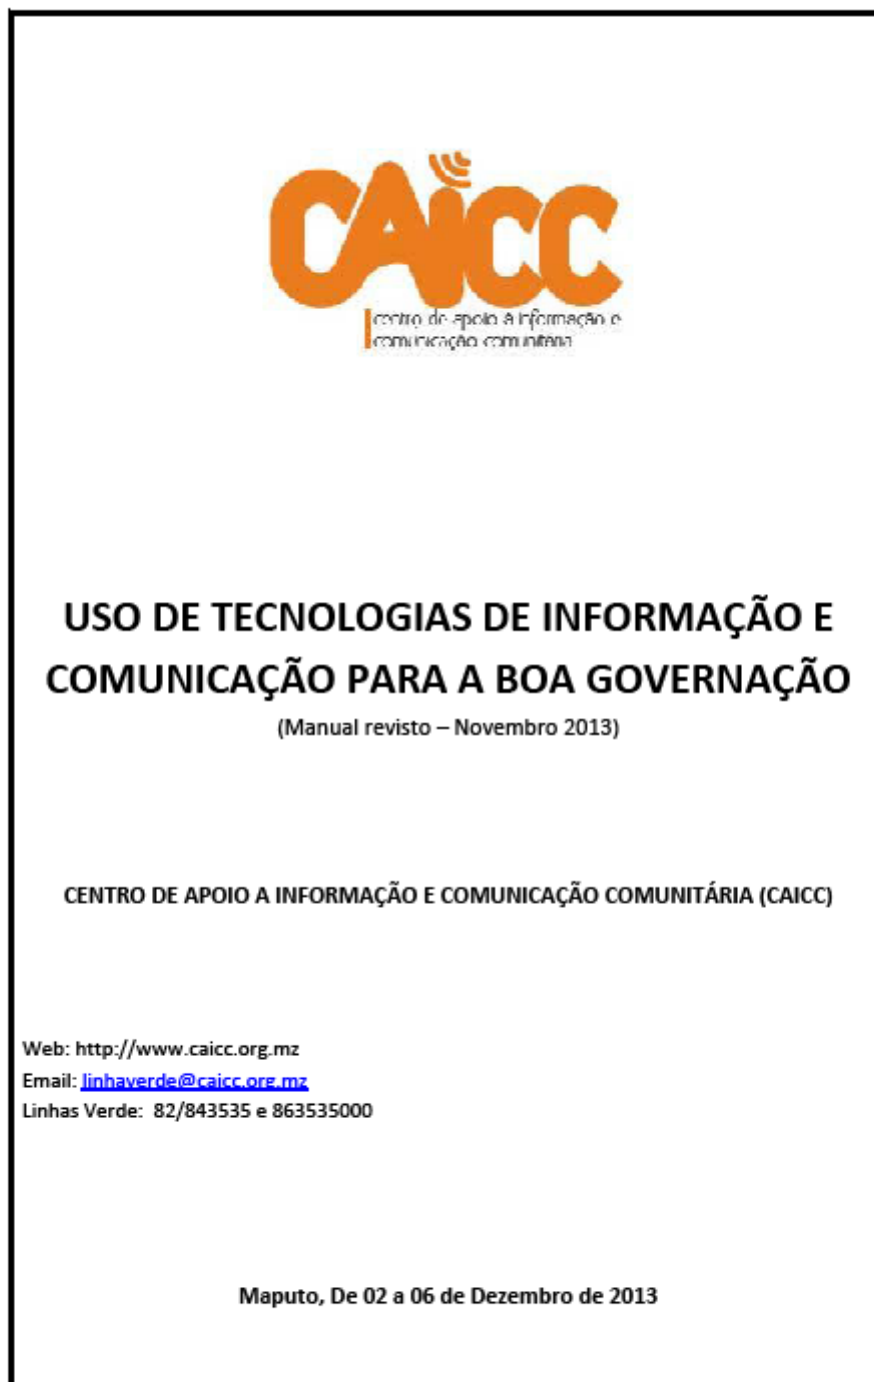 CAiCC
centro de apoio à informação e
comunicação comunitária
USO DE TECNOLOGIAS DE INFORMAÇÃO E
COMUNICAÇÃO PARA A BOA GOVERNAÇÃO
(Manual revisto – Novembro 2013)
CENTRO DE APOIO A INFORMAÇÃO E COMUNICAÇÃO COMUNITÁRIA (CAICC)
Web: http://www.caicc.org.mz
Email: linhaverde@caicc.org.mz
Linhas Verde: 82/843535 e 863535000
Maputo, De 02 a 06 de Dezembro de 2013